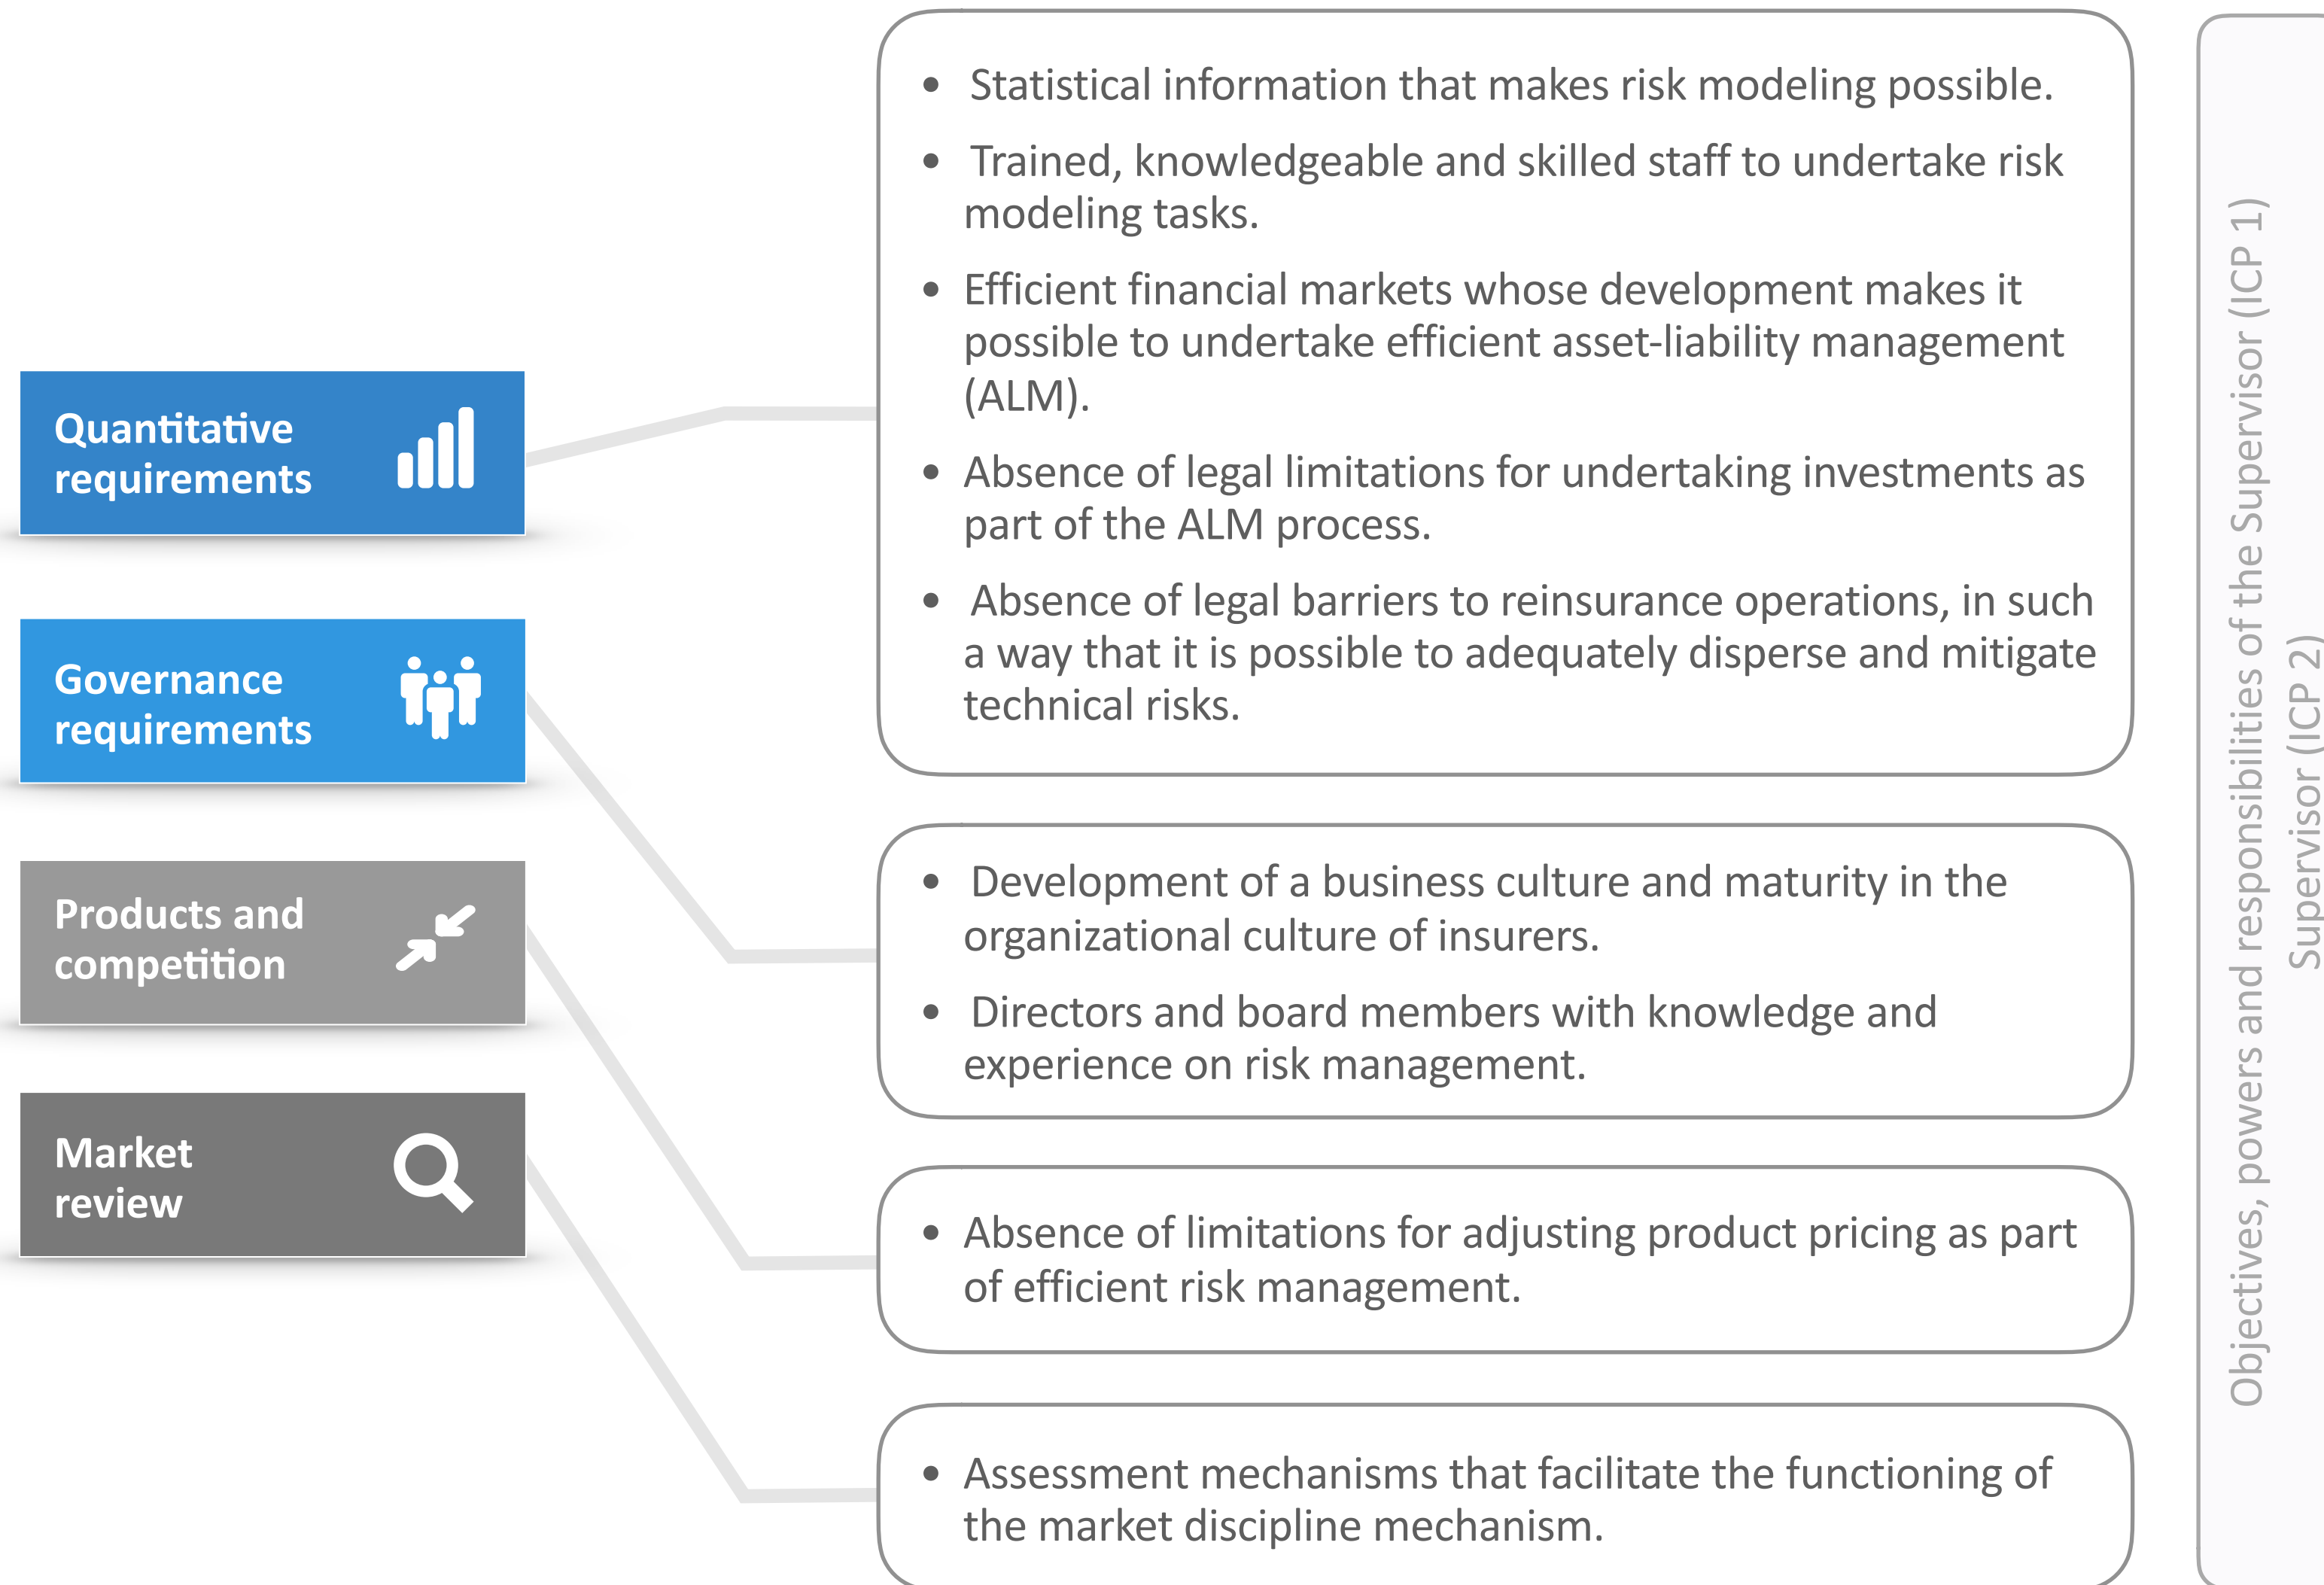 Quantitative
requirements
• Statistical information that makes risk modeling possible.
• Trained, knowledgeable and skilled staff to undertake risk
modeling tasks.
• Efficient financial markets whose development makes it
possible to undertake efficient asset-liability management
(ALM).
• Absence of legal limitations for undertaking investments as
part of the ALM process.
• Absence of legal barriers to reinsurance operations, in such
a way that it is possible to adequately disperse and mitigate
technical risks.
Governance
requirements
• Development of a business culture and maturity in the
organizational culture of insurers.
• Directors and board members with knowledge and
experience on risk management.
Products and
competition
• Absence of limitations for adjusting product pricing as part
of efficient risk management.
Market
review
• Assessment mechanisms that facilitate the functioning of
the market discipline mechanism.
Objectives, powers and responsibilities of the Supervisor (ICP 1)
Supervisor (ICP 2)